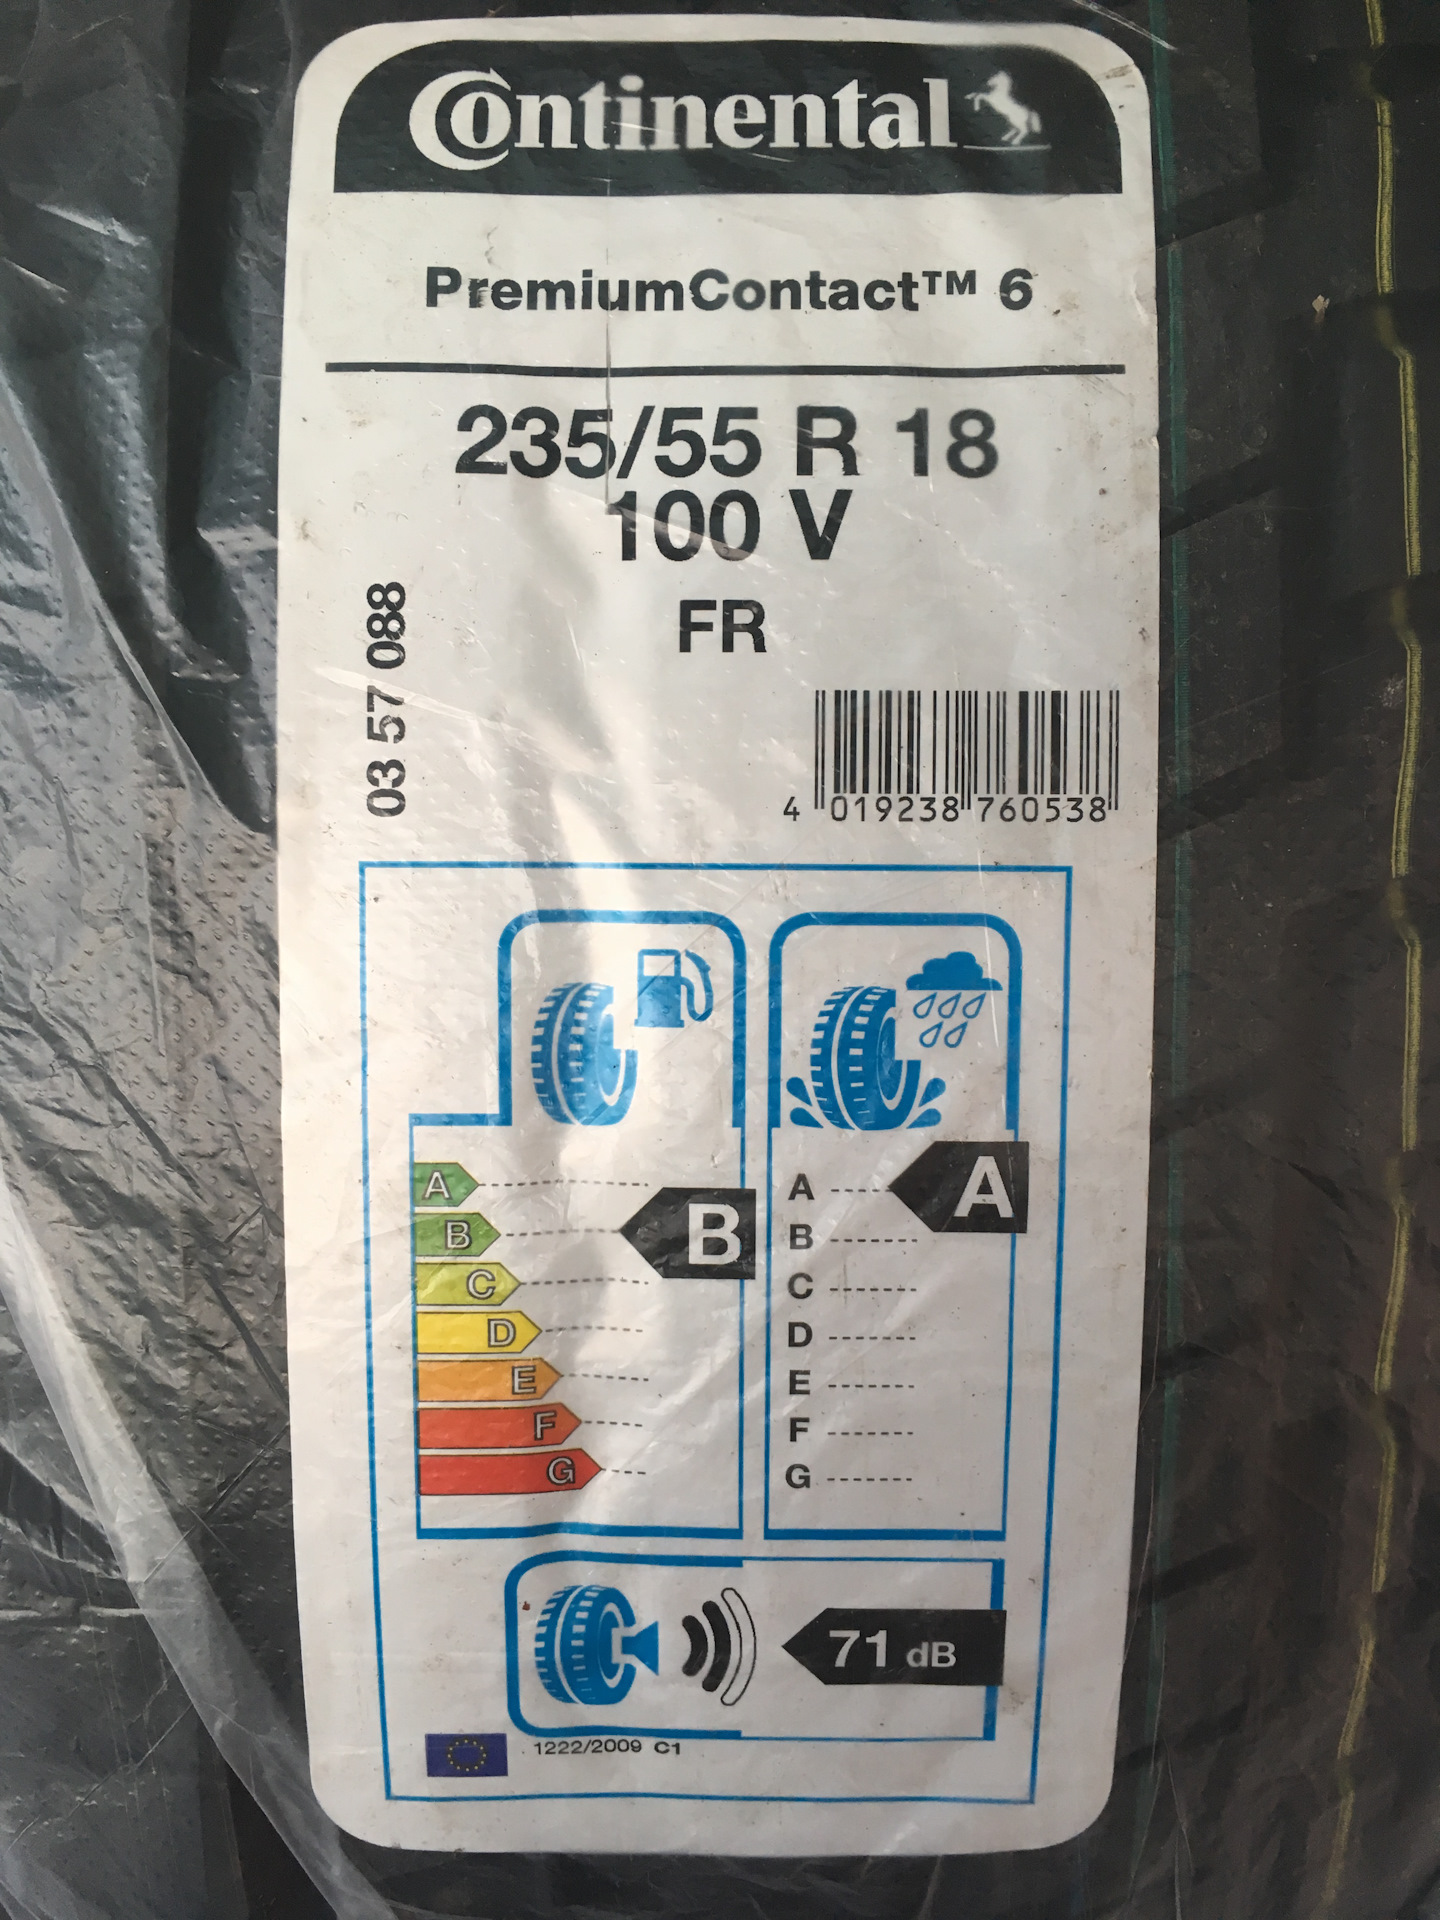 Continental
PremiumContact™ 6
235/55 R 18
100 V
FR
03 57 088
4 019238 760538
A
B
C
D
E
F
G
B
A
B
C
D
E
F
G
A
71 dB
1222/2009 C1